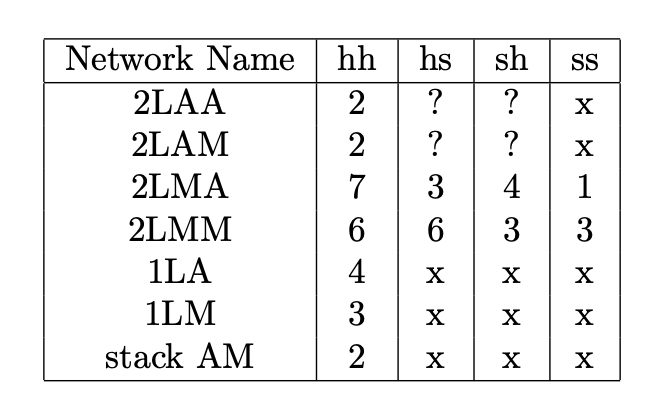 Network Name hh hs sh ss
2LAA 2 ? ? x
2LAM 2 ? ? x
2LMA 7 3 4 1
2LMM 6 6 3 3
1LA 4 x x x
1LM 3 x x x
stack AM 2 x x x